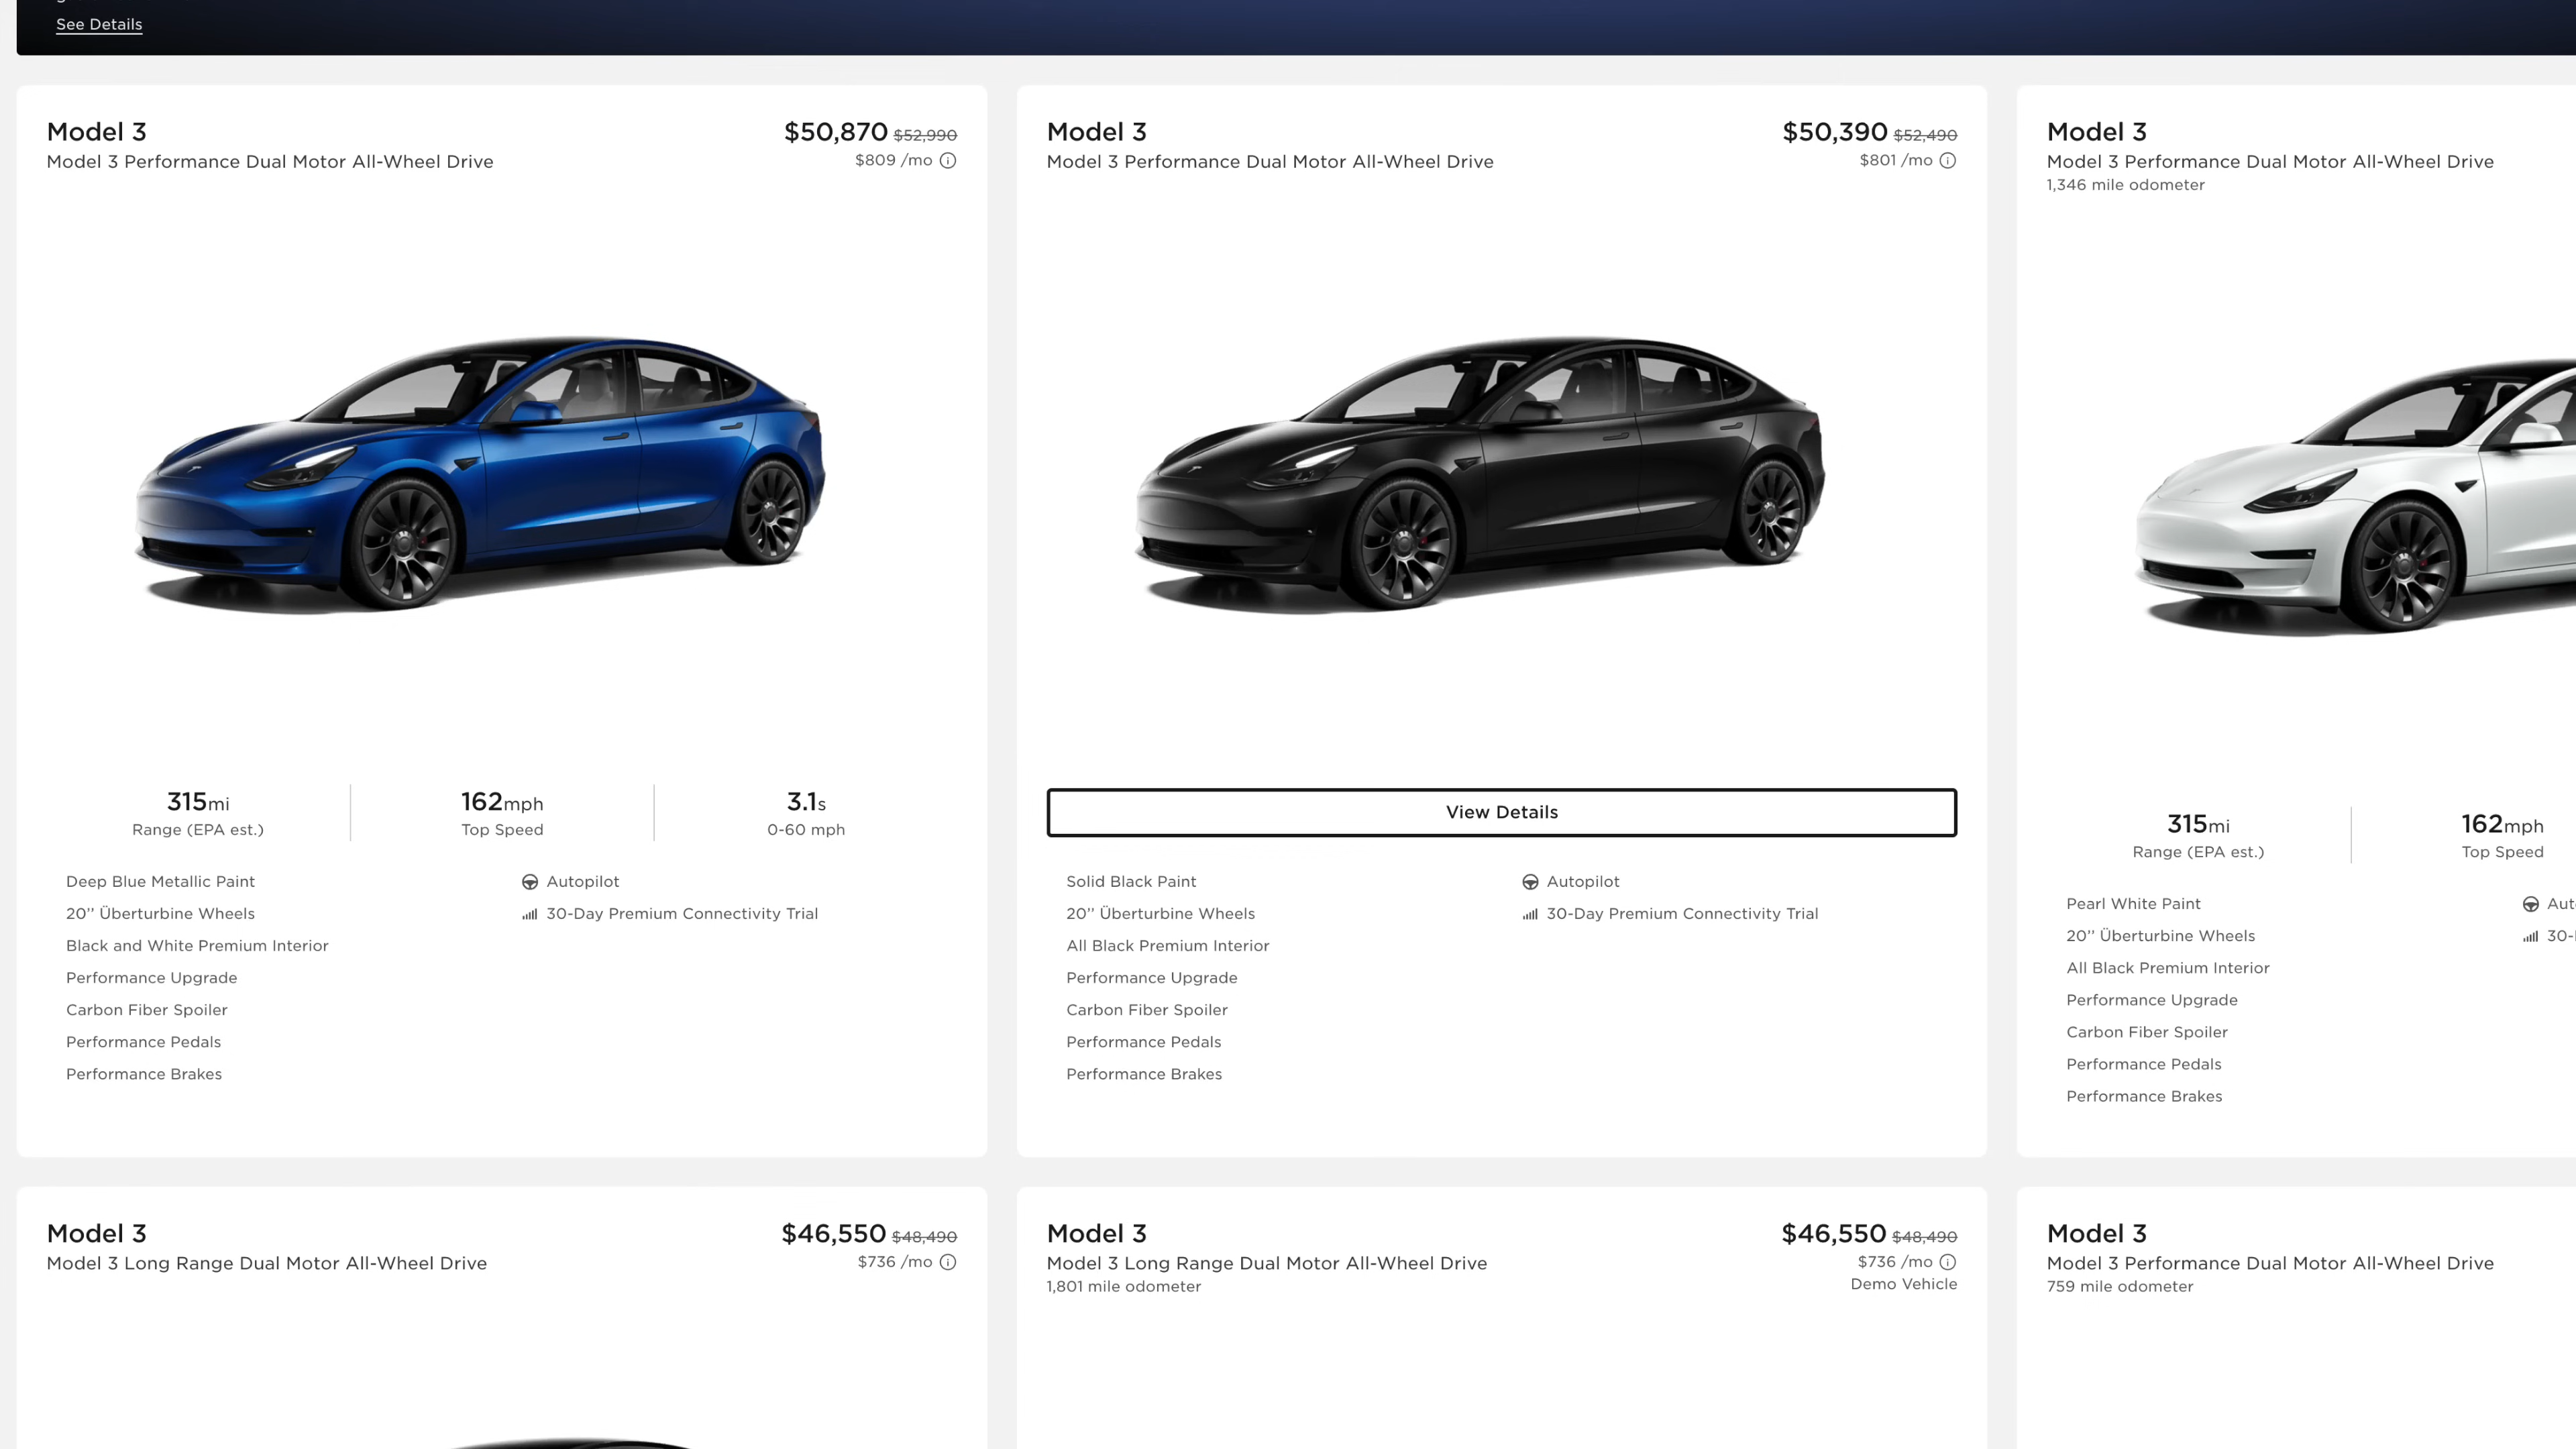 See Details
Model 3
$50,870 $52,990
Model 3 Performance Dual Motor All-Wheel Drive
$809 /mo
315mi
Range (EPA est.)
162mph
Top Speed
3.1s
0-60 mph
Deep Blue Metallic Paint
20’’ Überturbine Wheels
Black and White Premium Interior
Performance Upgrade
Carbon Fiber Spoiler
Performance Pedals
Performance Brakes
Autopilot
30-Day Premium Connectivity Trial
Model 3
$50,390 $52,490
Model 3 Performance Dual Motor All-Wheel Drive
$801 /mo
View Details
Solid Black Paint
20’’ Überturbine Wheels
All Black Premium Interior
Performance Upgrade
Carbon Fiber Spoiler
Performance Pedals
Performance Brakes
Autopilot
30-Day Premium Connectivity Trial
Model 3
Model 3 Performance Dual Motor All-Wheel Drive
1,346 mile odometer
315mi
Range (EPA est.)
162mph
Top Speed
Pearl White Paint
20’’ Überturbine Wheels
All Black Premium Interior
Performance Upgrade
Carbon Fiber Spoiler
Performance Pedals
Performance Brakes
Model 3
$46,550 $48,490
Model 3 Long Range Dual Motor All-Wheel Drive
$736 /mo
Model 3
$46,550 $48,490
Model 3 Long Range Dual Motor All-Wheel Drive
$736 /mo
1,801 mile odometer
Demo Vehicle
Model 3
Model 3 Performance Dual Motor All-Wheel Drive
759 mile odometer